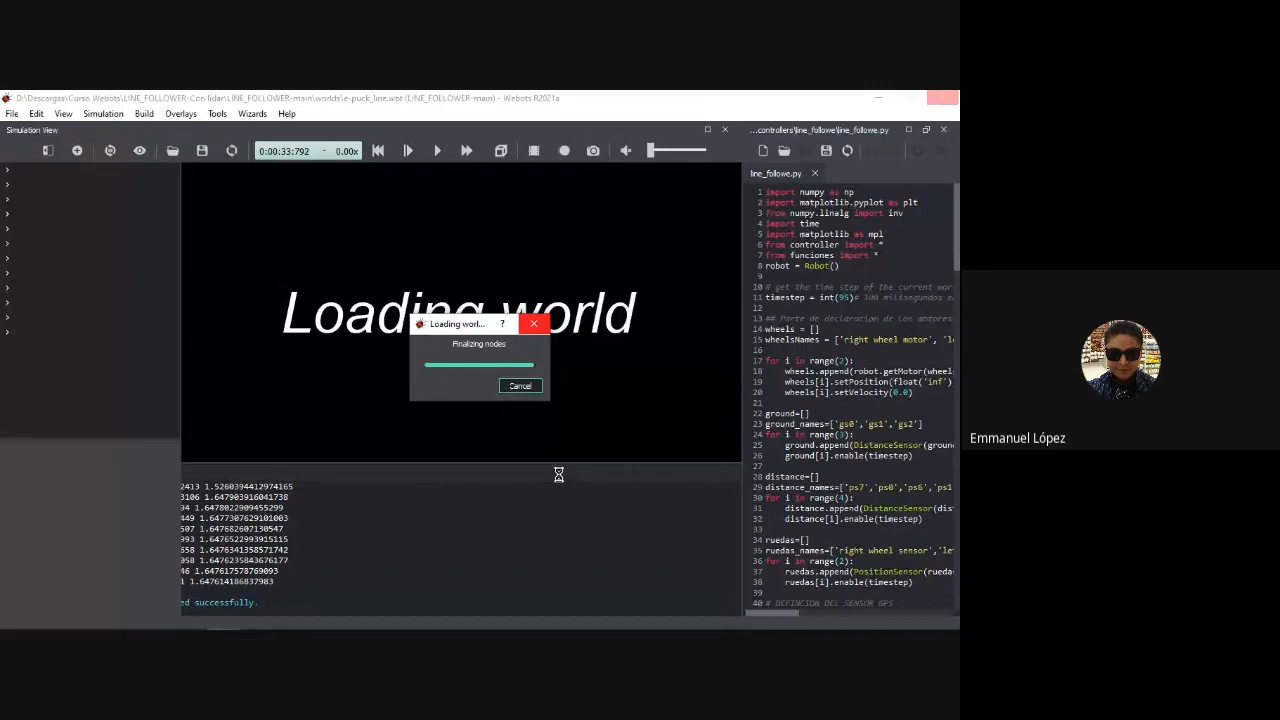 D:\Descargas\Curso Webots\LINE_FOLLOWER-Con lidar\LINE_FOLLOWER-main\worlds\e-puck_line.wbt (LINE_FOLLOWER-main) - Webots R2021a
File Edit View Simulation Build Overlays Tools Wizards Help
Simulation View
...controllers\line_followe\line_followe.py
0:00:33:792 - 0.00x
line_followe.py
Loading world
Loading worl... ?
Finalizing nodes
Cancel
2413 1.5260394412974165
3106 1.647903916041738
94 1.6478022909455299
449 1.6477307629101003
507 1.647682607130547
993 1.6476522993915115
658 1.6476341358571742
058 1.6476235843676177
46 1.647617578769093
1 1.647614186837983
ed successfully.
1 import numpy as np
2 import matplotlib.pyplot as plt
3 from numpy.linalg import inv
4 import time
5 import matplotlib as mpl
6 from controller import *
7 from funciones import *
8 robot = Robot()
9
10 # get the time step of the current wor
11 timestep = int(95)# 100 milisegundos e
12
13 ## Parte de declaracion de los motores
14 wheels = []
15 wheelsNames = ['right wheel motor', 'le
16
17 for i in range(2):
18 wheels.append(robot.getMotor(wheels
19 wheels[i].setPosition(float('inf')
20 wheels[i].setVelocity(0.0)
21
22 ground=[]
23 ground_names=['gs0','gs1','gs2']
24 for i in range(3):
25 ground.append(DistanceSensor(groun
26 ground[i].enable(timestep)
27
28 distance=[]
29 distance_names=['ps7','ps0','ps6','ps1
30 for i in range(4):
31 distance.append(DistanceSensor(dis
32 distance[i].enable(timestep)
33
34 ruedas=[]
35 ruedas_names=['right wheel sensor','lef
36 for i in range(2):
37 ruedas.append(PositionSensor(ruedas
38 ruedas[i].enable(timestep)
39
40 # DEFINCION DEL SENSOR GPS
Emmanuel López